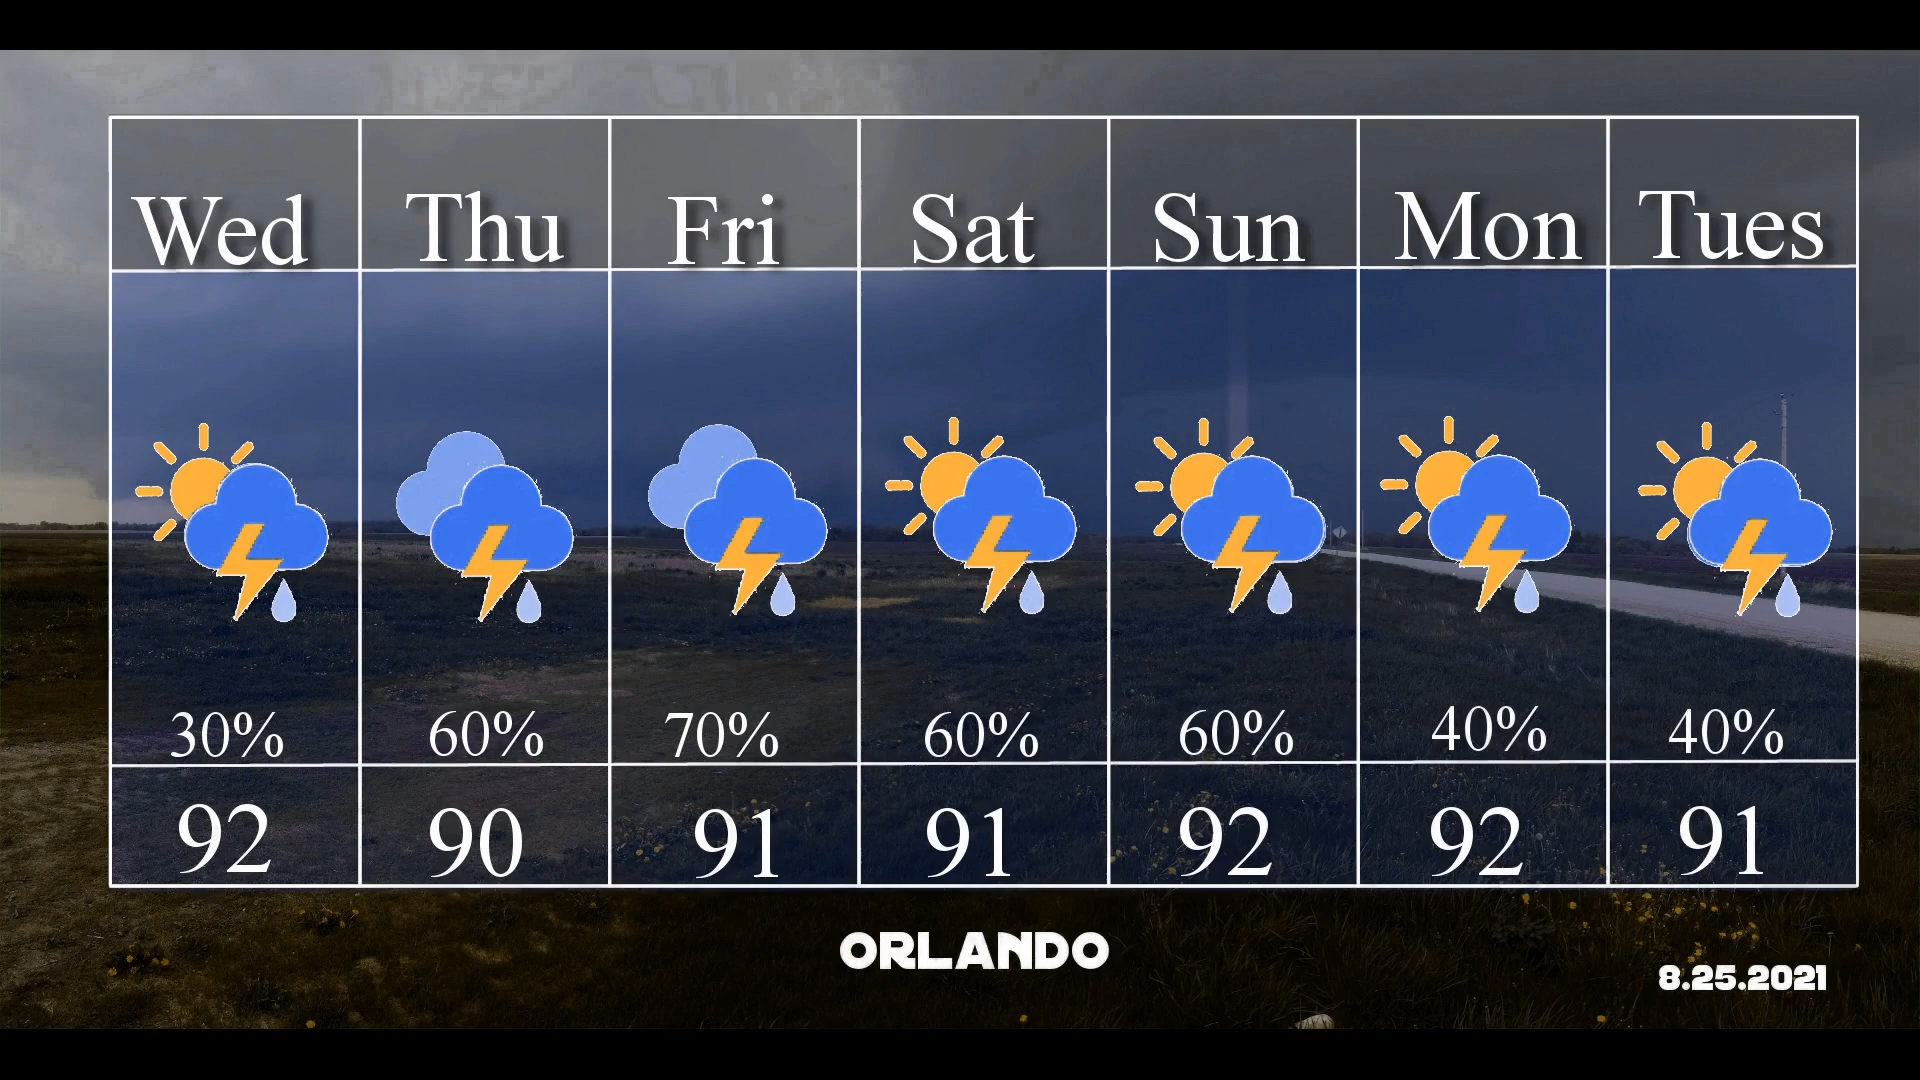 Wed Thu Fri Sat Sun Mon Tues
30% 60% 70% 60% 60% 40% 40%
92 90 91 91 92 92 91
ORLANDO
8.25.2021